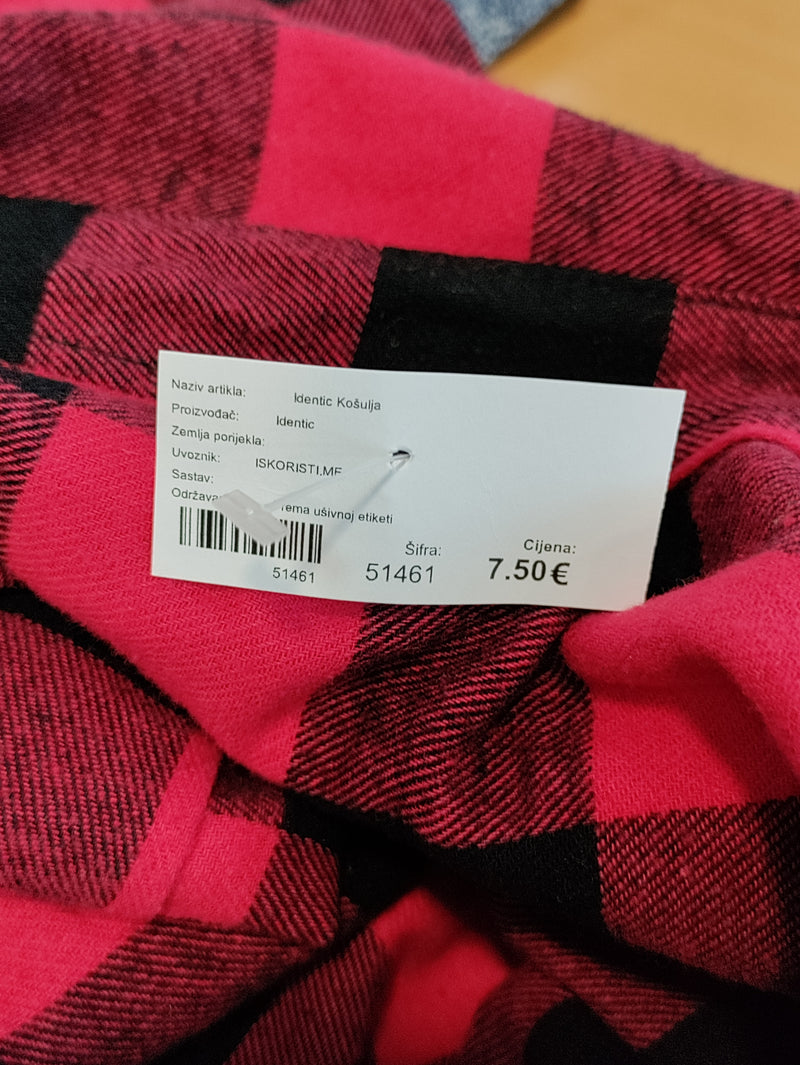 Naziv artikla: Identic Košulja
Proizvođač: Identic
Zemlja porijekla:
Uvoznik: ISKORISTI.ME
Sastav:
ušivnoj etiketi
51461
Šifra:
51461
Cijena:
7.50€